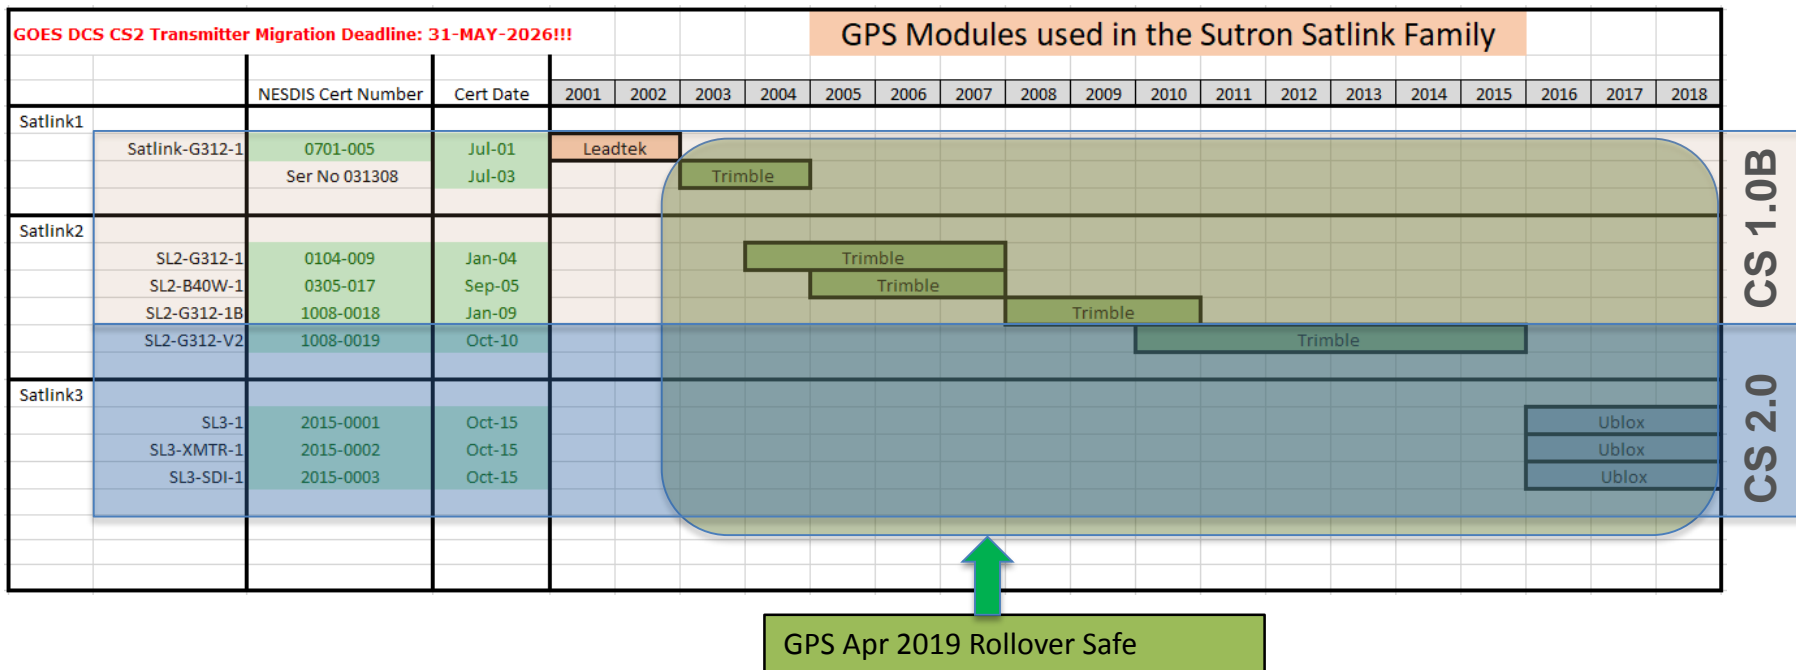 GOES DCS CS2 Transmitter Migration Deadline: 31-MAY-2026!!!
GPS Modules used in the Sutron Satlink Family
NESDIS Cert Number Cert Date 2001 2002 2003 2004 2005 2006 2007 2008 2009 2010 2011 2012 2013 2014 2015 2016 2017 2018
Satlink1
Satlink-G312-1 0701-005 Jul-01 Leadtek
Ser No 031308 Jul-03 Trimble
Satlink2
SL2-G312-1 0104-009 Jan-04 Trimble
SL2-B40W-1 0305-017 Sep-05 Trimble
SL2-G312-1B 1008-0018 Jan-09 Trimble
SL2-G312-V2 1008-0019 Oct-10 Trimble
Satlink3
SL3-1 2015-0001 Oct-15 Ublox
SL3-XMTR-1 2015-0002 Oct-15 Ublox
SL3-SDI-1 2015-0003 Oct-15 Ublox
CS 1.0B
CS 2.0
GPS Apr 2019 Rollover Safe